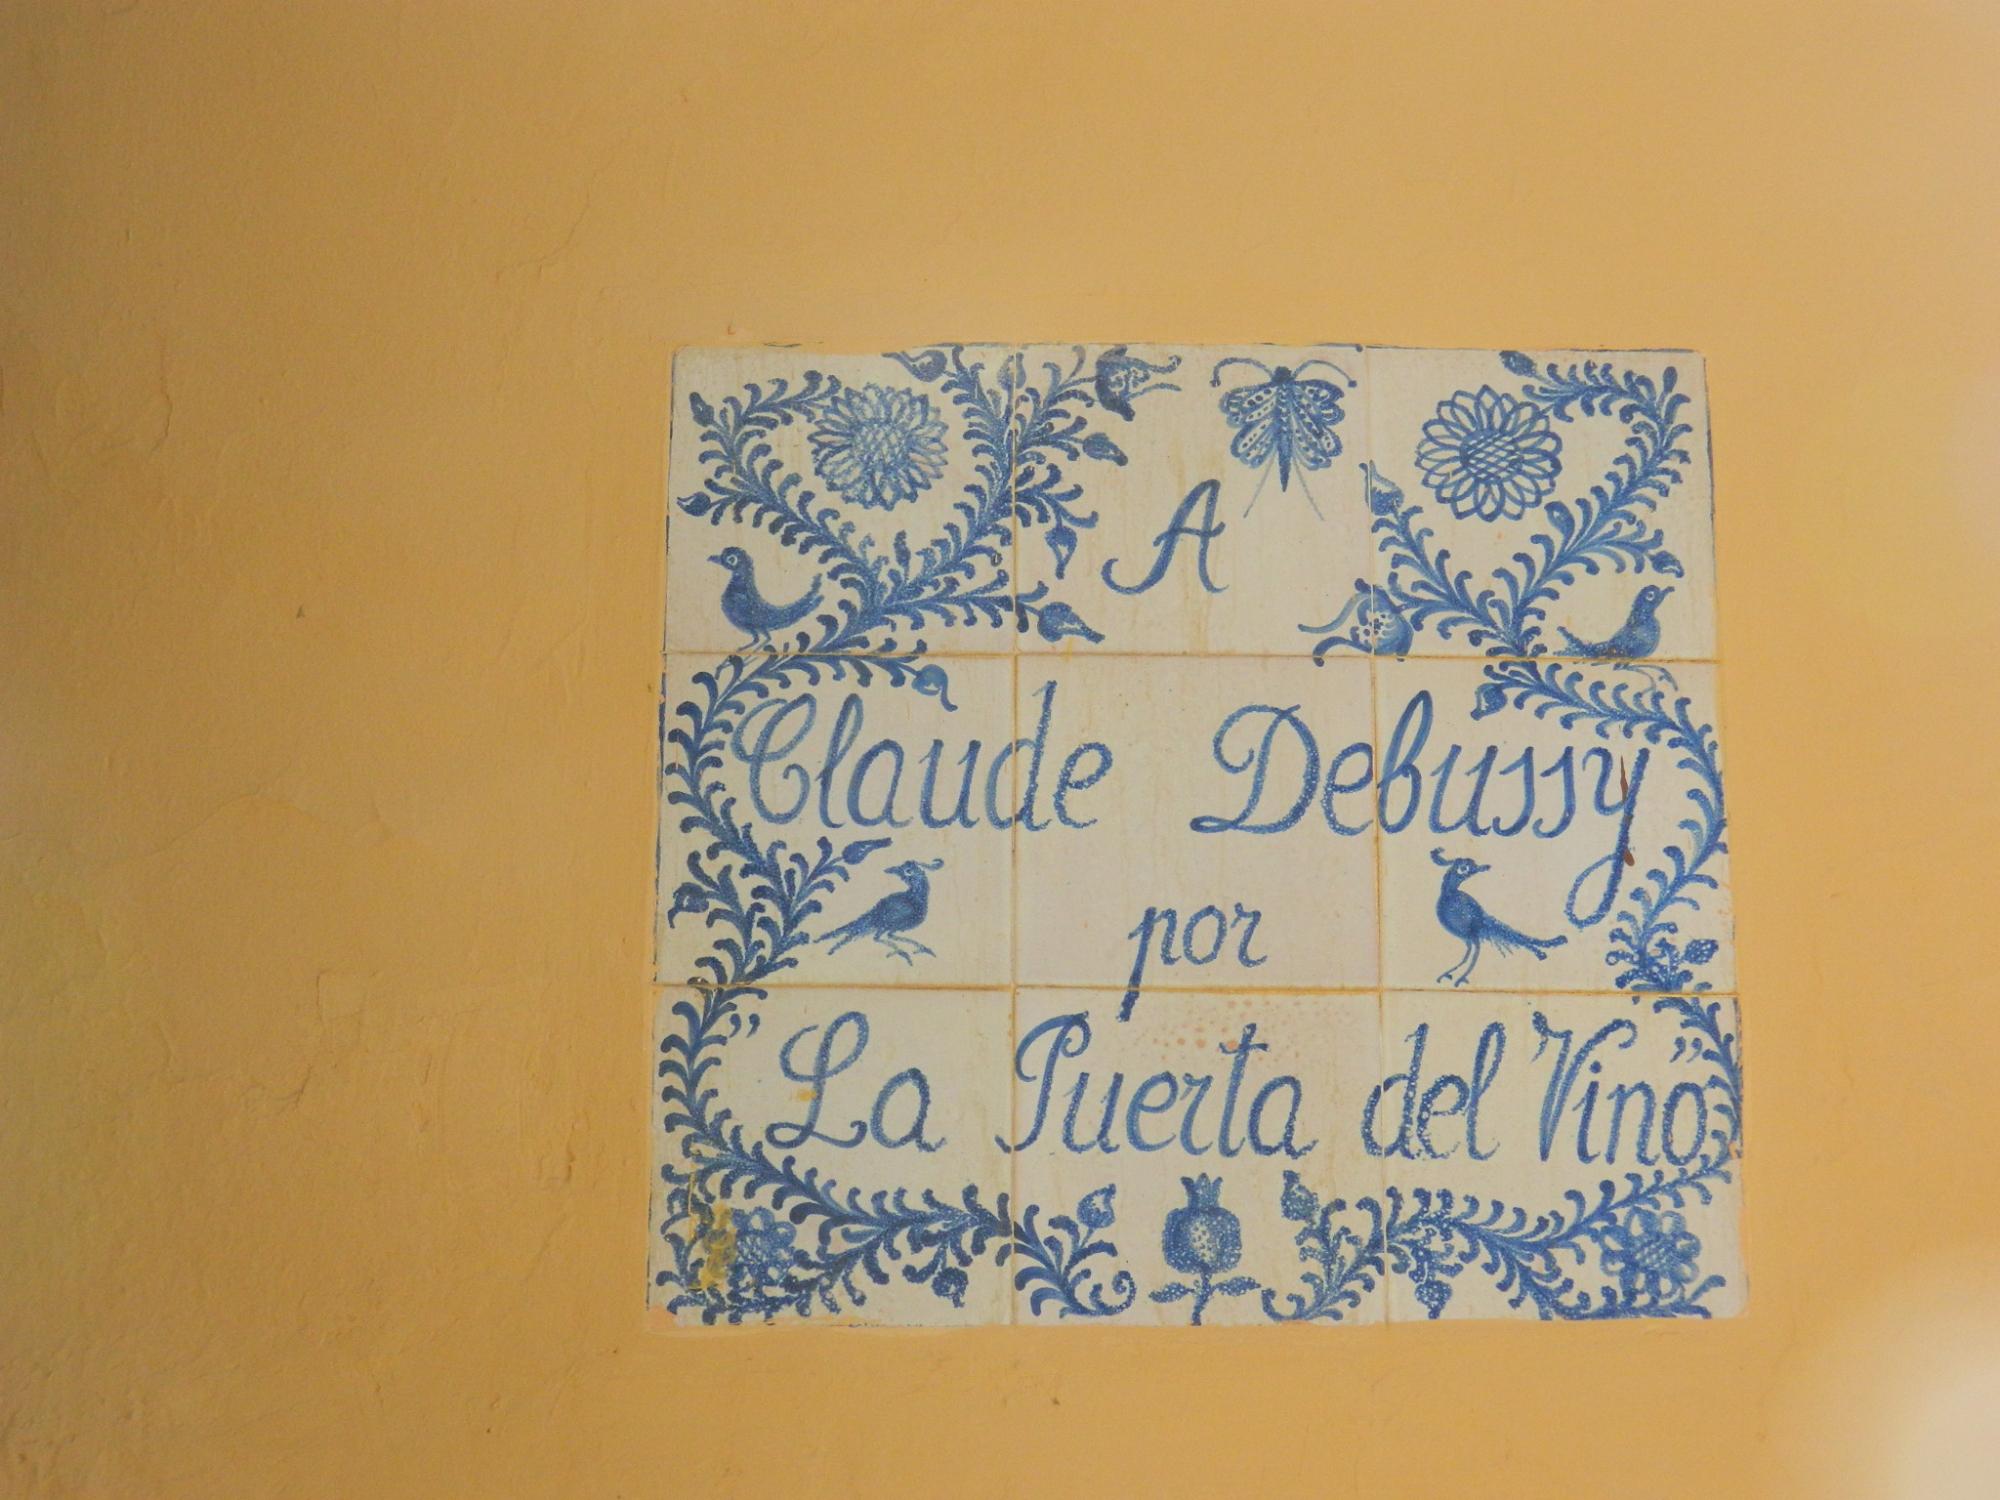 A
Claude Debussy
por
"La Puerta del Vino"